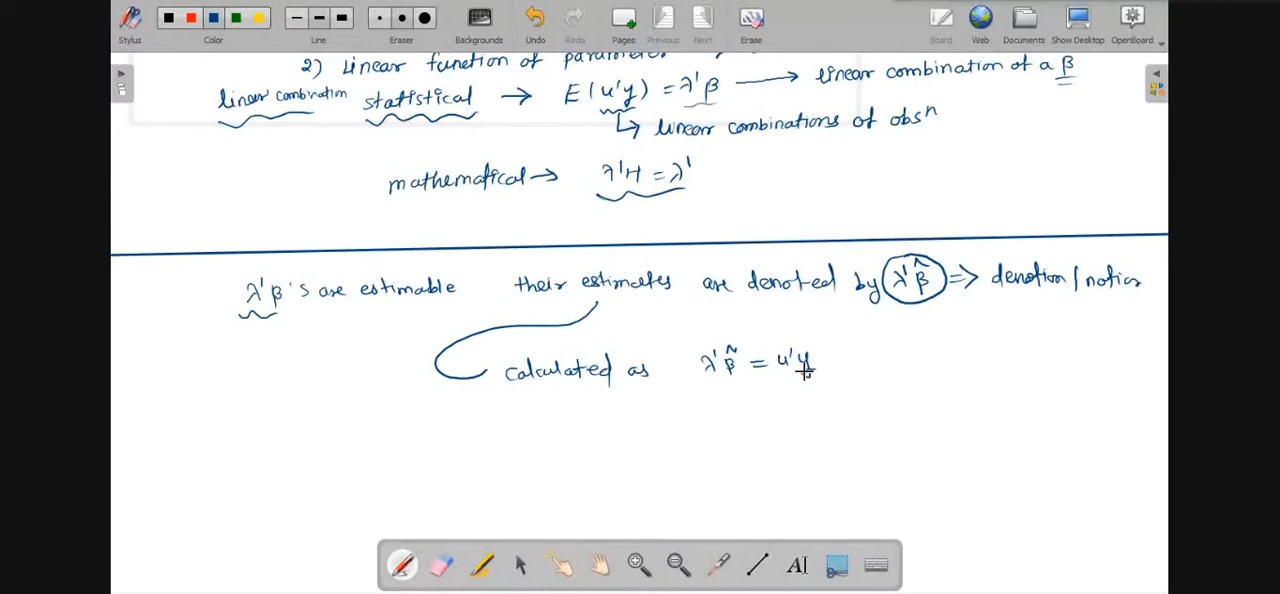 Stylus Color Line Eraser Backgrounds Undo Redo Pages Previous Next Erase Board Web Documents Show Desktop OpenBoard
2) Linear function of parameter
linear combination statistical → E(u'y) = λ'β → linear combination of a β
↳ linear combinations of obsⁿ
mathematical → λ'H = λ'
λ'β's are estimable their estimates are denoted by λ'β̂ => denotion/notion
calculated as λ'β̂ = u'y
AI